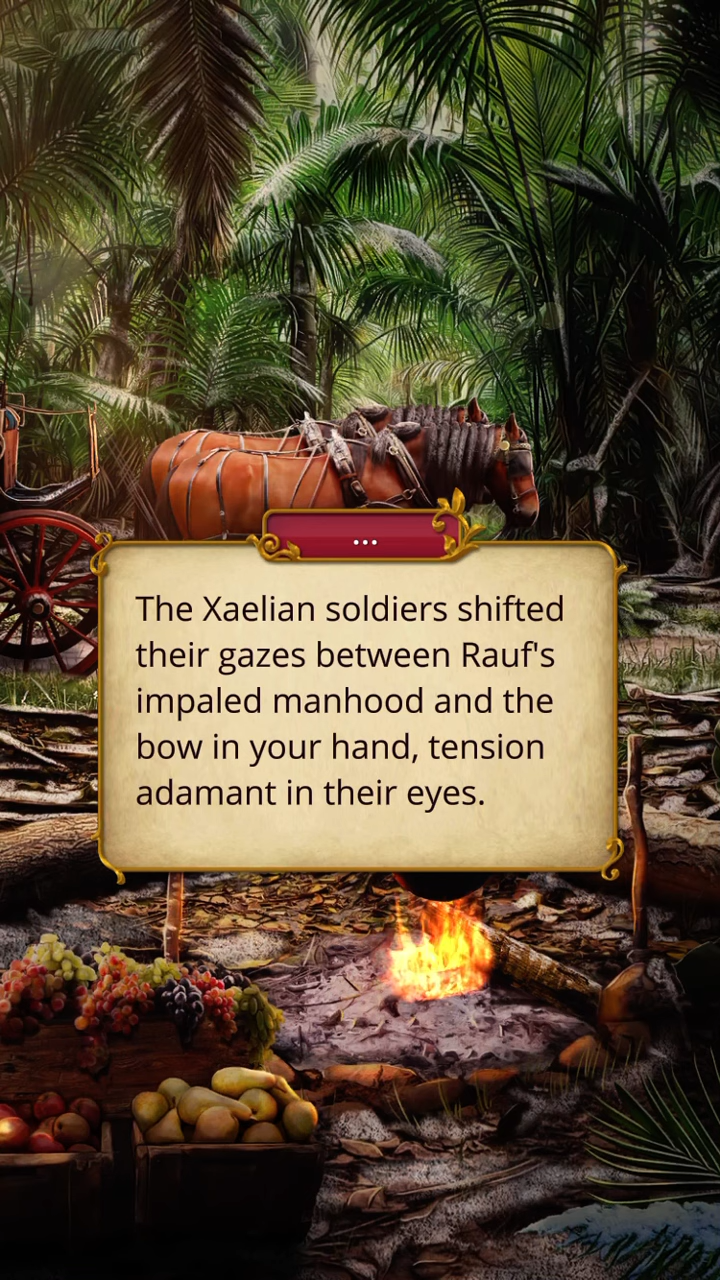 ...
The Xaelian soldiers shifted
their gazes between Rauf's
impaled manhood and the
bow in your hand, tension
adamant in their eyes.